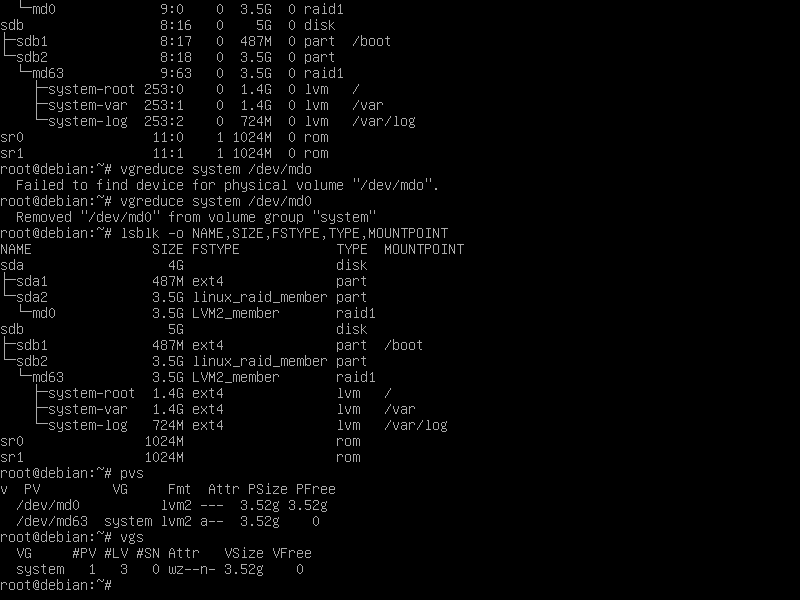 └─md0             9:0    0  3.5G  0 raid1
sdb                 8:16   0    5G  0 disk
├─sdb1              8:17   0  487M  0 part  /boot
└─sdb2              8:18   0  3.5G  0 part
  └─md63            9:63   0  3.5G  0 raid1
    ├─system-root 253:0    0  1.4G  0 lvm   /
    ├─system-var  253:1    0  1.4G  0 lvm   /var
    └─system-log  253:2    0  724M  0 lvm   /var/log
sr0                11:0    1 1024M  0 rom
sr1                11:1    1 1024M  0 rom
root@debian:~# vgreduce system /dev/mdo
  Failed to find device for physical volume "/dev/mdo".
root@debian:~# vgreduce system /dev/md0
  Removed "/dev/md0" from volume group "system"
root@debian:~# lsblk -o NAME,SIZE,FSTYPE,TYPE,MOUNTPOINT
NAME               SIZE FSTYPE            TYPE  MOUNTPOINT
sda                  4G                   disk
├─sda1             487M ext4              part
└─sda2             3.5G linux_raid_member part
  └─md0            3.5G LVM2_member       raid1
sdb                  5G                   disk
├─sdb1             487M ext4              part  /boot
└─sdb2             3.5G linux_raid_member part
  └─md63           3.5G LVM2_member       raid1
    ├─system-root  1.4G ext4              lvm   /
    ├─system-var   1.4G ext4              lvm   /var
    └─system-log   724M ext4              lvm   /var/log
sr0               1024M                   rom
sr1               1024M                   rom
root@debian:~# pvs
v  PV         VG     Fmt  Attr PSize PFree
  /dev/md0          lvm2 ---  3.52g 3.52g
  /dev/md63  system lvm2 a--  3.52g    0
root@debian:~# vgs
  VG     #PV #LV #SN Attr   VSize VFree
  system   1   3   0 wz--n- 3.52g    0
root@debian:~#